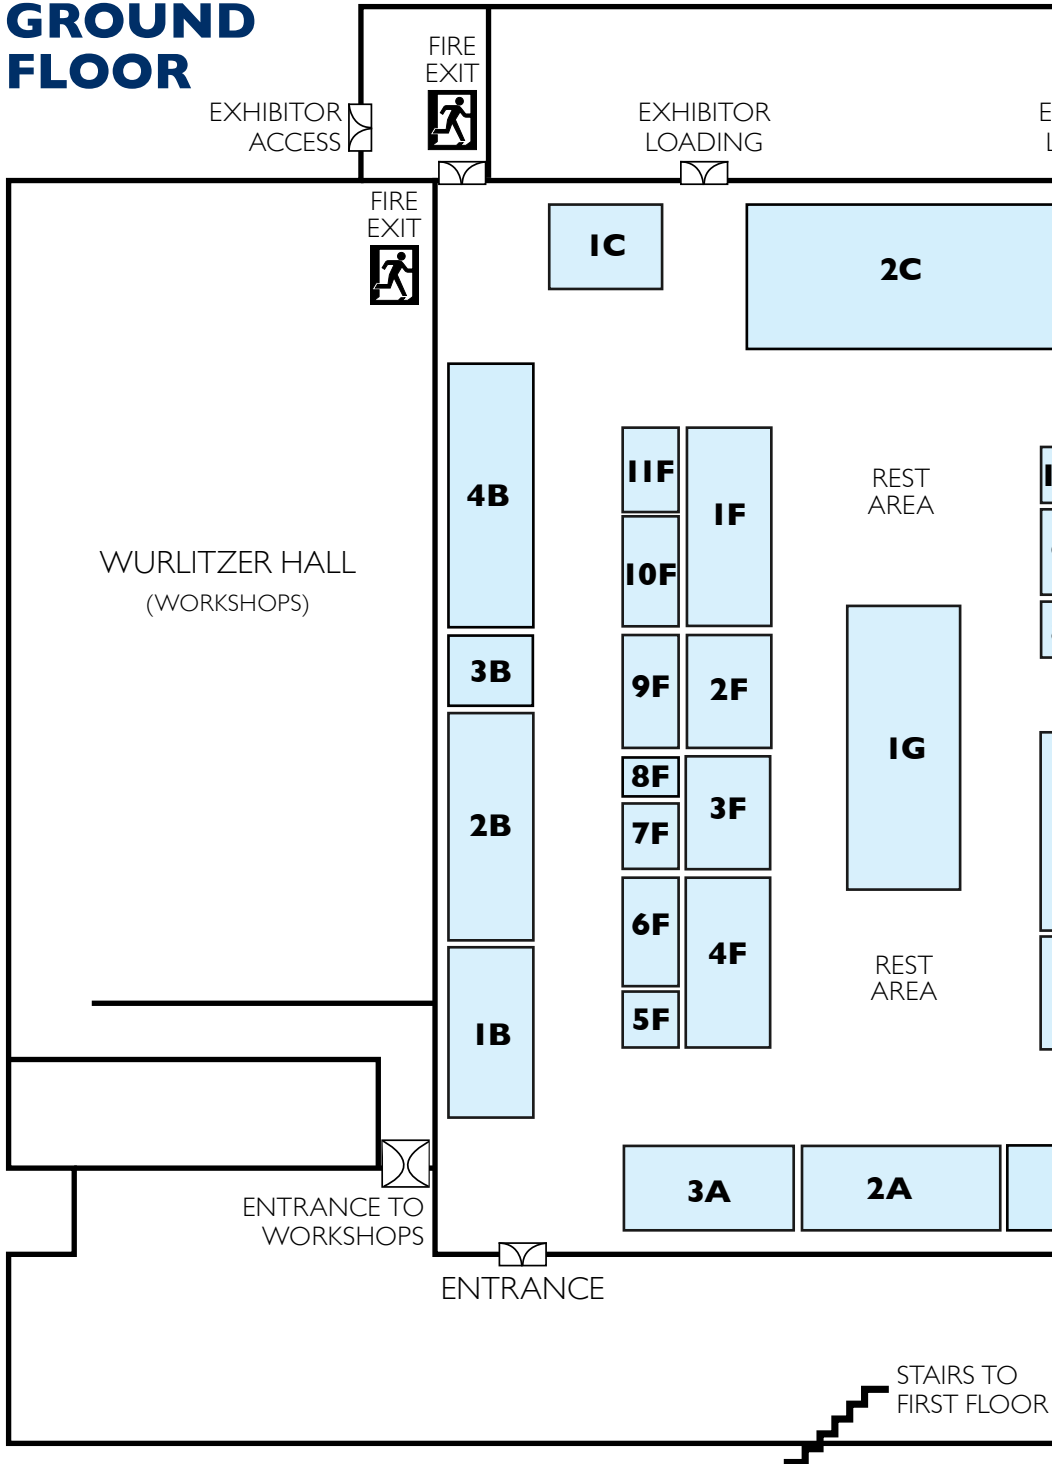 GROUND
FLOOR
FIRE
EXIT
EXHIBITOR
ACCESS
EXHIBITOR
LOADING
FIRE
EXIT
1C
2C
4B
11F
1F
REST
AREA
10F
WURLITZER HALL
(WORKSHOPS)
3B
9F
2F
1G
8F
3F
2B
7F
6F
4F
REST
AREA
5F
1B
3A
2A
ENTRANCE TO
WORKSHOPS
ENTRANCE
STAIRS TO
FIRST FLOOR